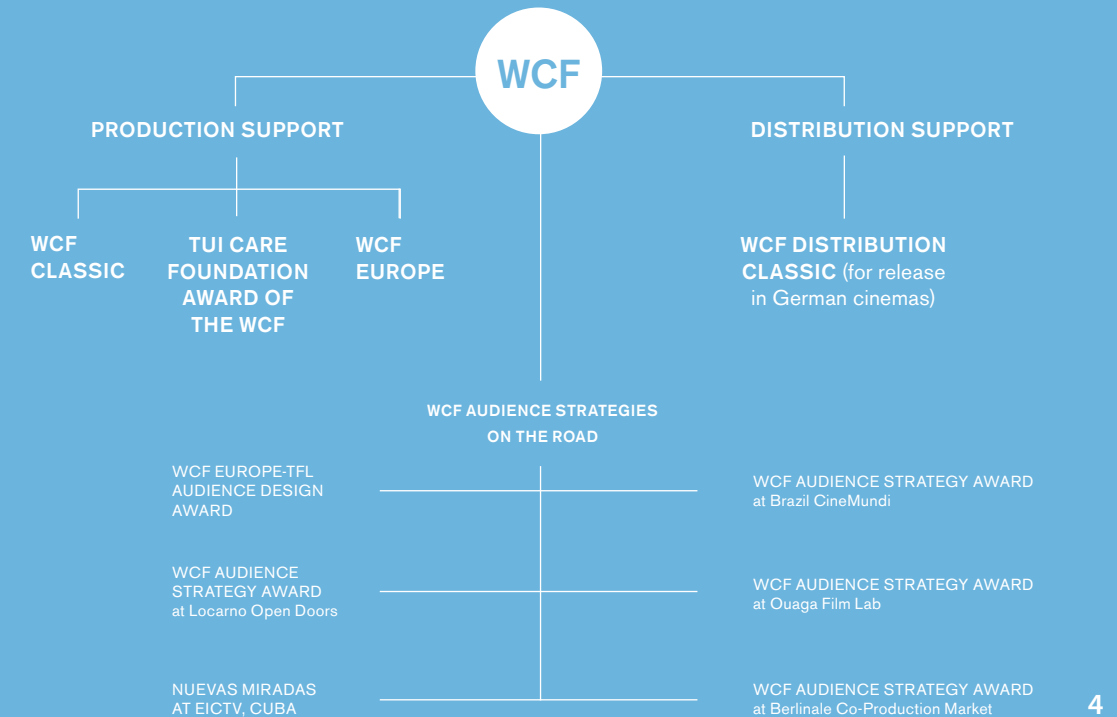 WCF
PRODUCTION SUPPORT
DISTRIBUTION SUPPORT
WCF
CLASSIC
TUI CARE
FOUNDATION
AWARD OF
THE WCF
WCF
EUROPE
WCF DISTRIBUTION
CLASSIC (for release
in German cinemas)
WCF AUDIENCE STRATEGIES
ON THE ROAD
WCF EUROPE-TFL
AUDIENCE DESIGN
AWARD
WCF AUDIENCE STRATEGY AWARD
at Brazil CineMundi
WCF AUDIENCE
STRATEGY AWARD
at Locarno Open Doors
WCF AUDIENCE STRATEGY AWARD
at Ouaga Film Lab
NUEVAS MIRADAS
AT EICTV, CUBA
WCF AUDIENCE STRATEGY AWARD
at Berlinale Co-Production Market
4